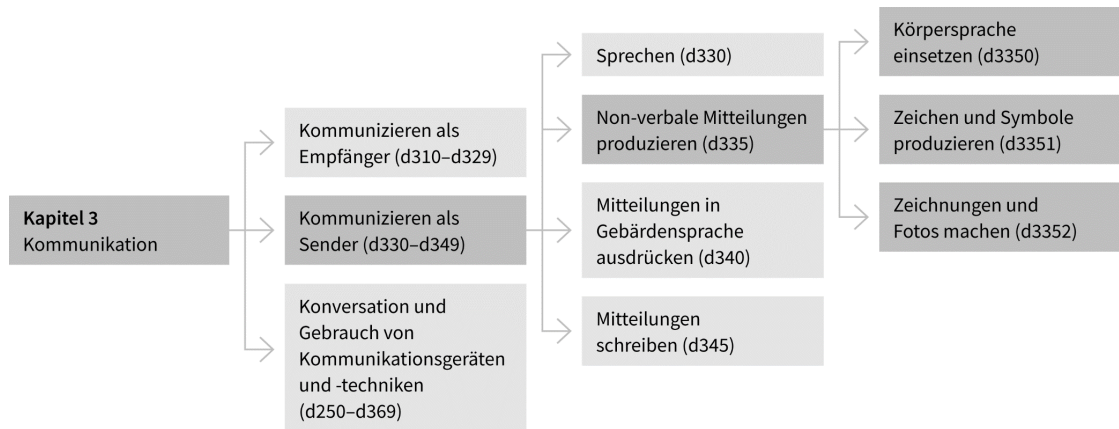 Kapitel 3
Kommunikation
Kommunizieren als
Empfänger (d310–d329)
Kommunizieren als
Sender (d330–d349)
Konversation und
Gebrauch von
Kommunikationsgeräten
und -techniken
(d250–d369)
Sprechen (d330)
Non-verbale Mitteilungen
produzieren (d335)
Mitteilungen in
Gebärdensprache
ausdrücken (d340)
Mitteilungen
schreiben (d345)
Körpersprache
einsetzen (d3350)
Zeichen und Symbole
produzieren (d3351)
Zeichnungen und
Fotos machen (d3352)